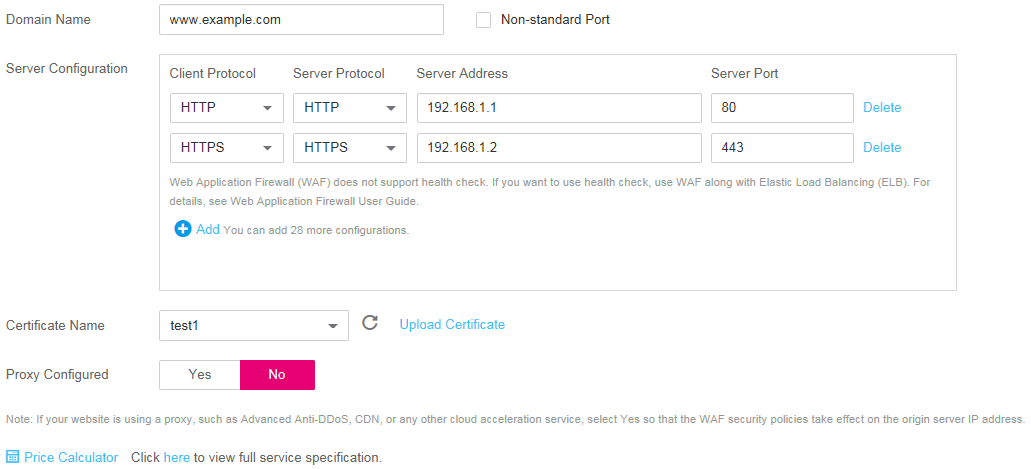 Domain Name www.example.com Non-standard Port
Server Configuration Client Protocol Server Protocol Server Address Server Port
HTTP HTTP 192.168.1.1 80 Delete
HTTPS HTTPS 192.168.1.2 443 Delete
Web Application Firewall (WAF) does not support health check. If you want to use health check, use WAF along with Elastic Load Balancing (ELB). For
details, see Web Application Firewall User Guide.
Add You can add 28 more configurations.
Certificate Name test1 Upload Certificate
Proxy Configured Yes No
Note: If your website is using a proxy, such as Advanced Anti-DDoS, CDN, or any other cloud acceleration service, select Yes so that the WAF security policies take effect on the origin server IP address.
Price Calculator Click here to view full service specification.